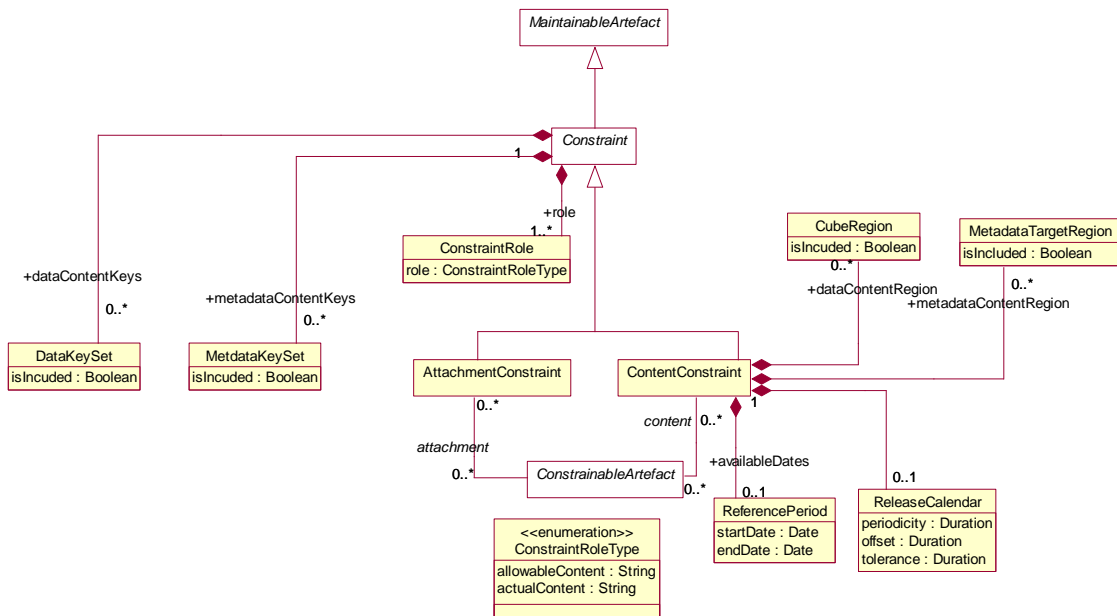 MaintainableArtefact
Constraint
1
+role
1..*
ConstraintRole
role : ConstraintRoleType
CubeRegion
isIncuded : Boolean
0..*
+dataContentRegion
MetadataTargetRegion
isIncluded : Boolean
0..*
+metadataContentRegion
+dataContentKeys
0..*
+metadataContentKeys
0..*
DataKeySet
isIncuded : Boolean
MetdataKeySet
isIncuded : Boolean
AttachmentConstraint
0..*
attachment
0..*
ContentConstraint
content
0..*
1
ConstrainableArtefact
0..*
+availableDates
0..1
0..1
ReferencePeriod
startDate : Date
endDate : Date
ReleaseCalendar
periodicity : Duration
offset : Duration
tolerance : Duration
<<enumeration>>
ConstraintRoleType
allowableContent : String
actualContent : String